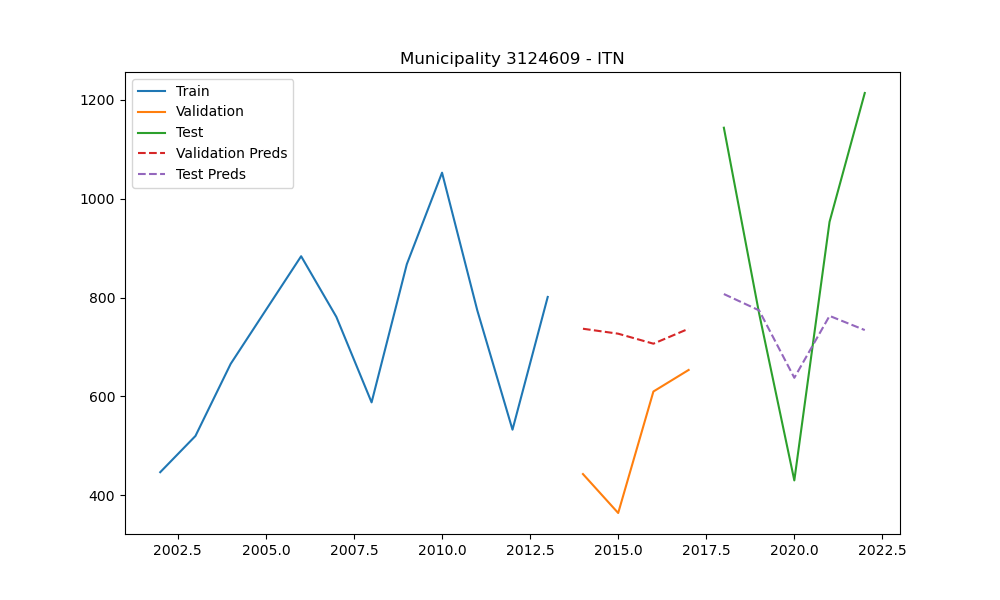 Municipality 3124609 - ITN
Train
Validation
Test
Validation Preds
Test Preds
1200
1000
800
600
400
2002.5 2005.0 2007.5 2010.0 2012.5 2015.0 2017.5 2020.0 2022.5